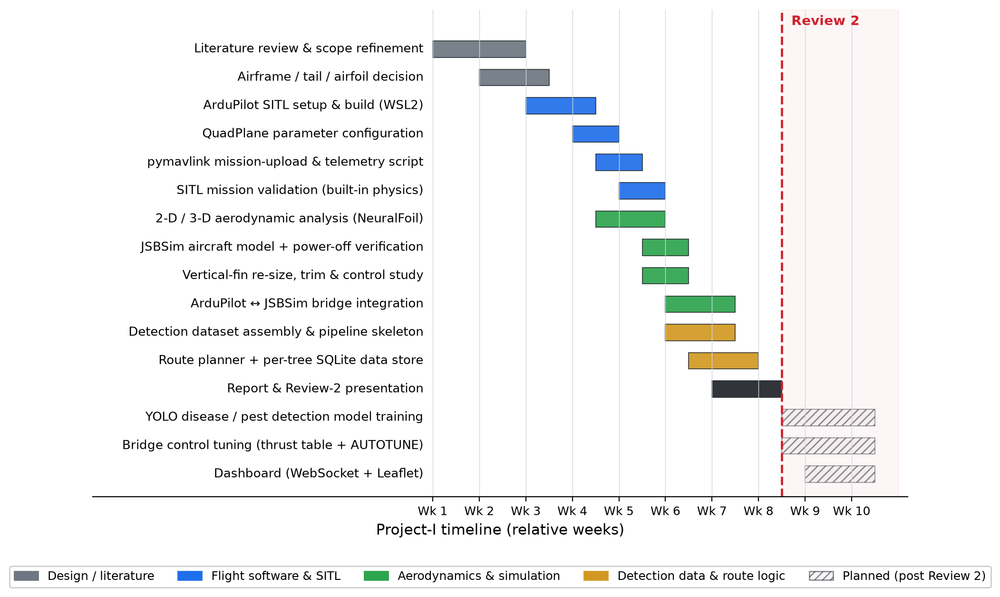 Review 2
Literature review & scope refinement
Airframe / tail / airfoil decision
ArduPilot SITL setup & build (WSL2)
QuadPlane parameter configuration
pymavlink mission-upload & telemetry script
SITL mission validation (built-in physics)
2-D / 3-D aerodynamic analysis (NeuralFoil)
JSBSim aircraft model + power-off verification
Vertical-fin re-size, trim & control study
ArduPilot ↔ JSBSim bridge integration
Detection dataset assembly & pipeline skeleton
Route planner + per-tree SQLite data store
Report & Review-2 presentation
YOLO disease / pest detection model training
Bridge control tuning (thrust table + AUTOTUNE)
Dashboard (WebSocket + Leaflet)
Wk 1 Wk 2 Wk 3 Wk 4 Wk 5 Wk 6 Wk 7 Wk 8 Wk 9 Wk 10
Project-I timeline (relative weeks)
Design / literature Flight software & SITL Aerodynamics & simulation Detection data & route logic Planned (post Review 2)